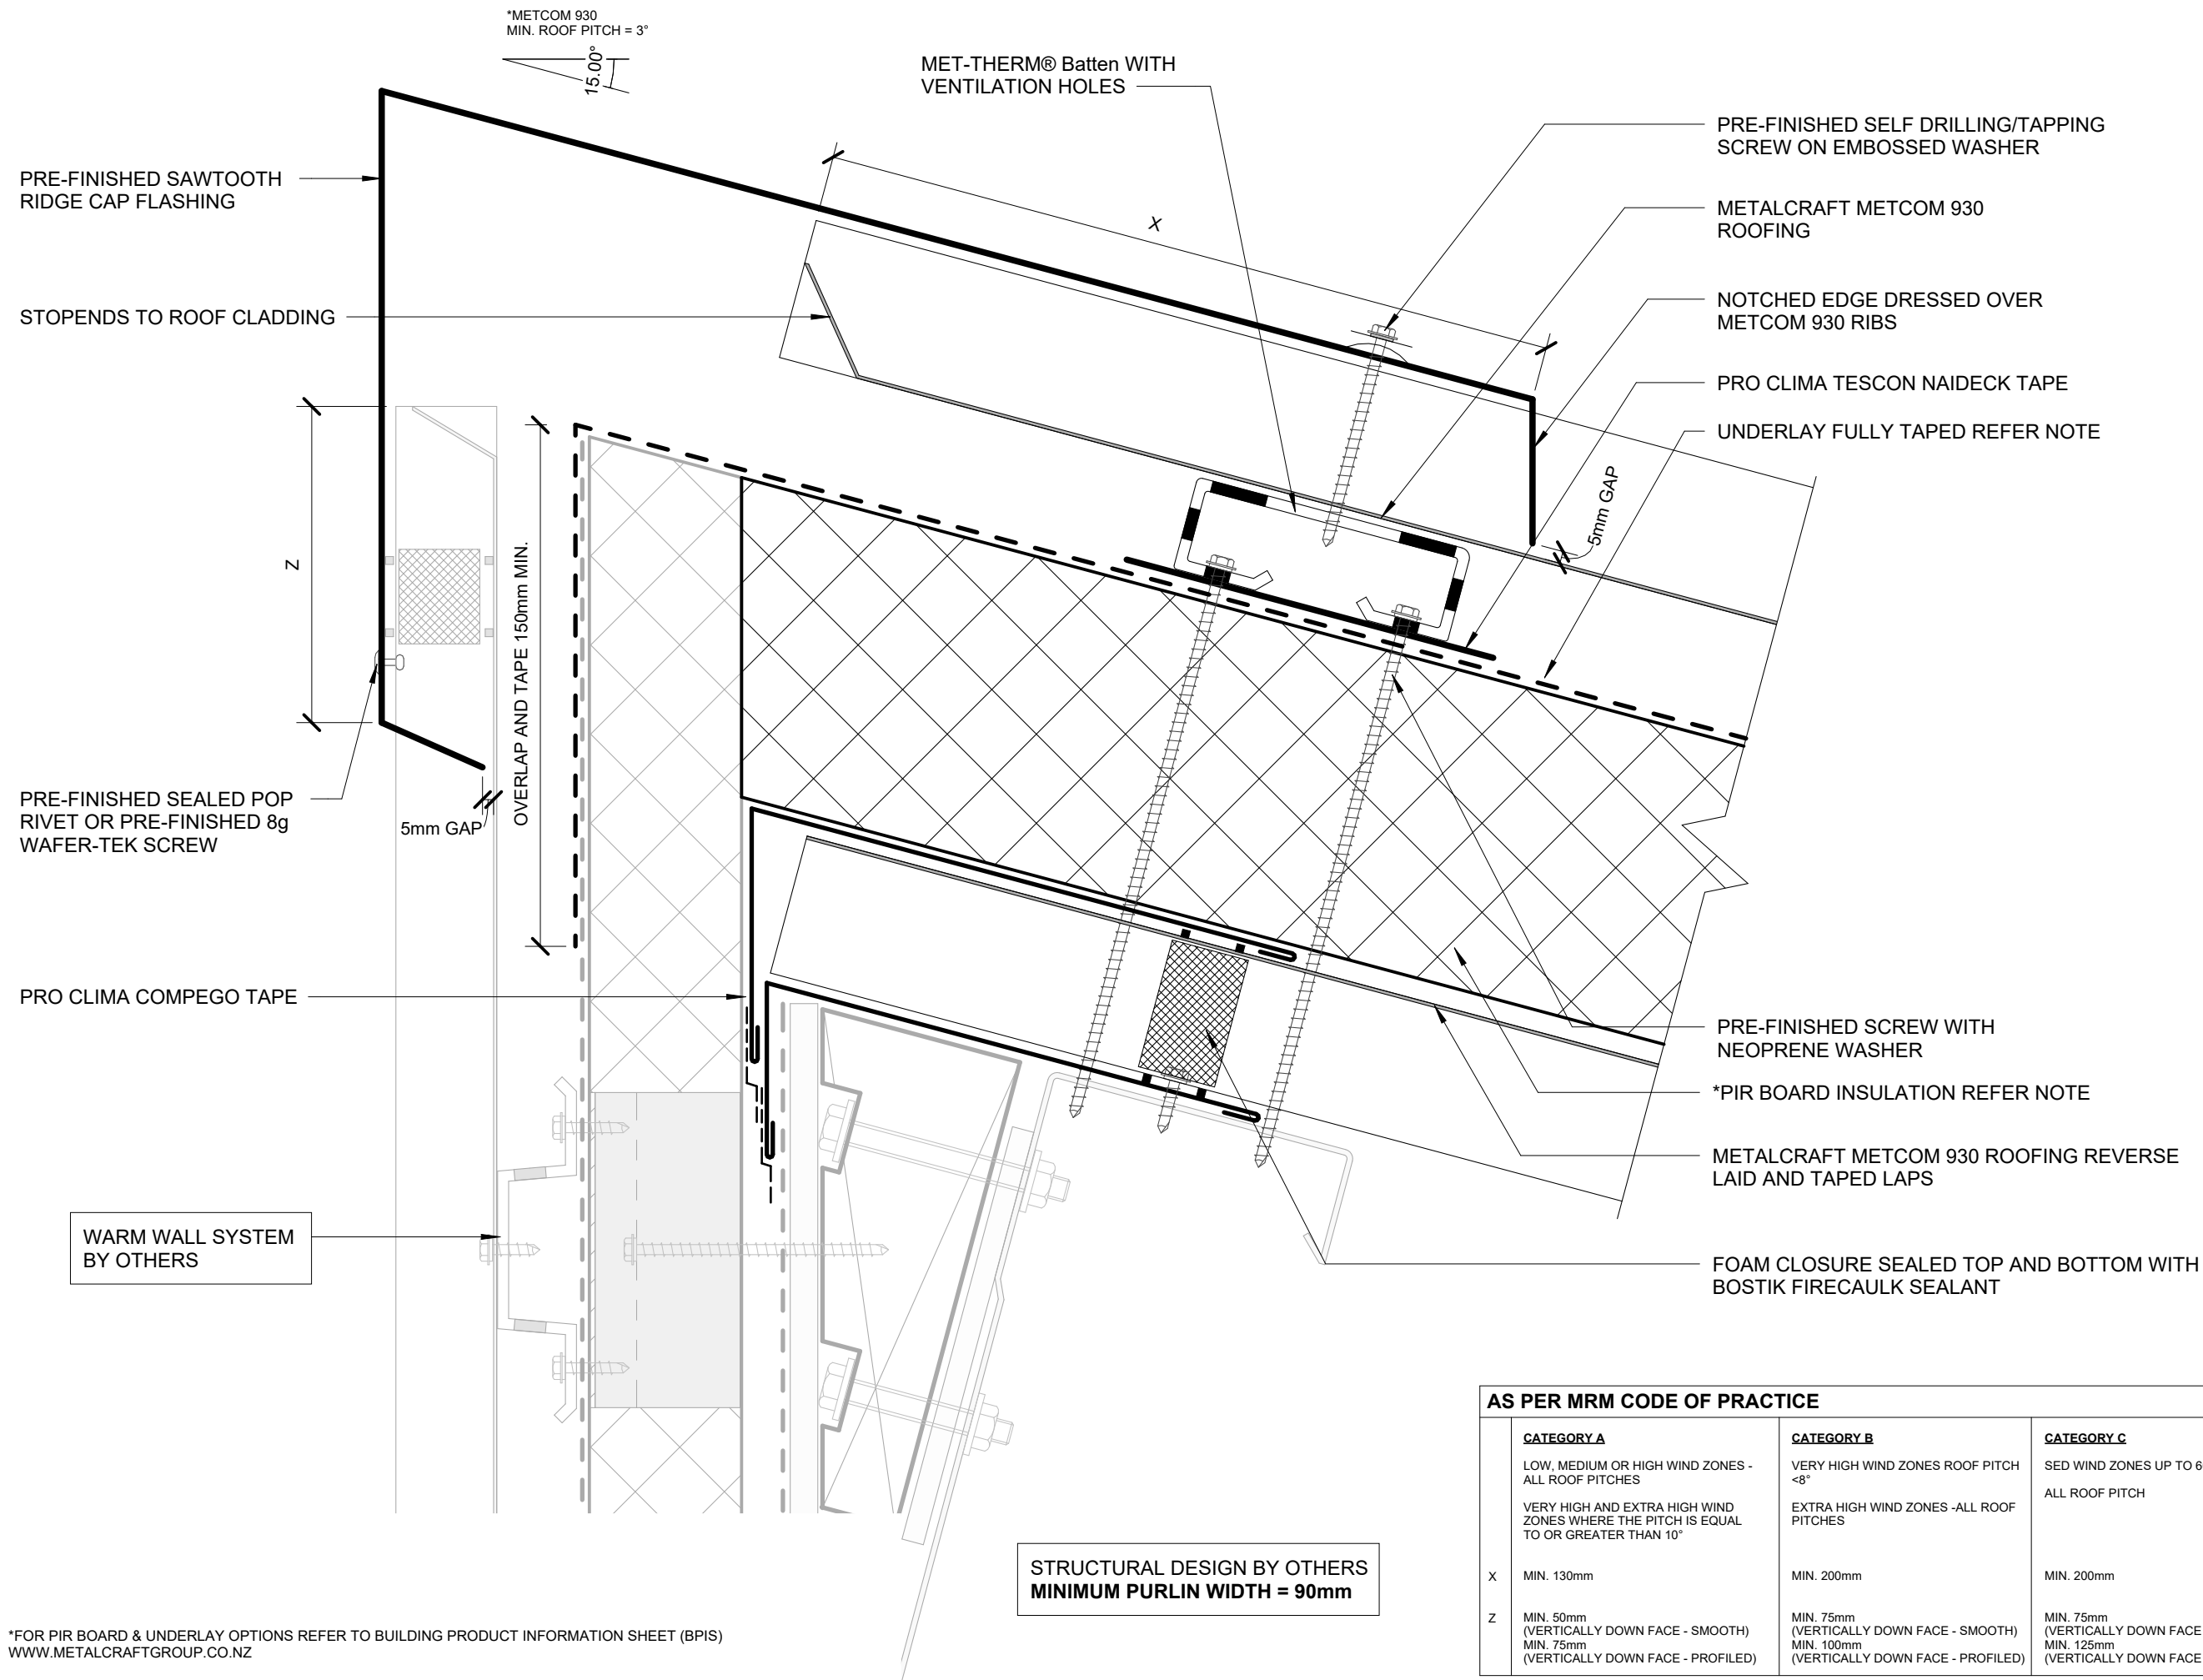 *METCOM 930
MIN. ROOF PITCH = 3°
15.00°
MET-THERM® Batten WITH
VENTILATION HOLES
PRE-FINISHED SELF DRILLING/TAPPING
SCREW ON EMBOSSED WASHER
PRE-FINISHED SAWTOOTH
RIDGE CAP FLASHING
METALCRAFT METCOM 930
ROOFING
X
STOPENDS TO ROOF CLADDING
NOTCHED EDGE DRESSED OVER
METCOM 930 RIBS
PRO CLIMA TESCON NAIDECK TAPE
UNDERLAY FULLY TAPED REFER NOTE
5mm GAP
Z
OVERLAP AND TAPE 150mm MIN.
PRE-FINISHED SEALED POP
RIVET OR PRE-FINISHED 8g
WAFER-TEK SCREW
5mm GAP
PRO CLIMA COMPEGO TAPE
PRE-FINISHED SCREW WITH
NEOPRENE WASHER
*PIR BOARD INSULATION REFER NOTE
METALCRAFT METCOM 930 ROOFING REVERSE
LAID AND TAPED LAPS
WARM WALL SYSTEM
BY OTHERS
FOAM CLOSURE SEALED TOP AND BOTTOM WITH
BOSTIK FIRECAULK SEALANT
STRUCTURAL DESIGN BY OTHERS
MINIMUM PURLIN WIDTH = 90mm
AS PER MRM CODE OF PRACTICE
CATEGORY A
LOW, MEDIUM OR HIGH WIND ZONES -
ALL ROOF PITCHES
VERY HIGH AND EXTRA HIGH WIND
ZONES WHERE THE PITCH IS EQUAL
TO OR GREATER THAN 10°
CATEGORY B
VERY HIGH WIND ZONES ROOF PITCH
<8°
EXTRA HIGH WIND ZONES -ALL ROOF
PITCHES
CATEGORY C
SED WIND ZONES UP TO 6
ALL ROOF PITCH
X MIN. 130mm MIN. 200mm MIN. 200mm
Z MIN. 50mm MIN. 75mm MIN. 75mm
(VERTICALLY DOWN FACE - SMOOTH) (VERTICALLY DOWN FACE - SMOOTH) (VERTICALLY DOWN FACE
MIN. 75mm MIN. 100mm MIN. 125mm
(VERTICALLY DOWN FACE - PROFILED) (VERTICALLY DOWN FACE - PROFILED) (VERTICALLY DOWN FACE
*FOR PIR BOARD & UNDERLAY OPTIONS REFER TO BUILDING PRODUCT INFORMATION SHEET (BPIS)
WWW.METALCRAFTGROUP.CO.NZ